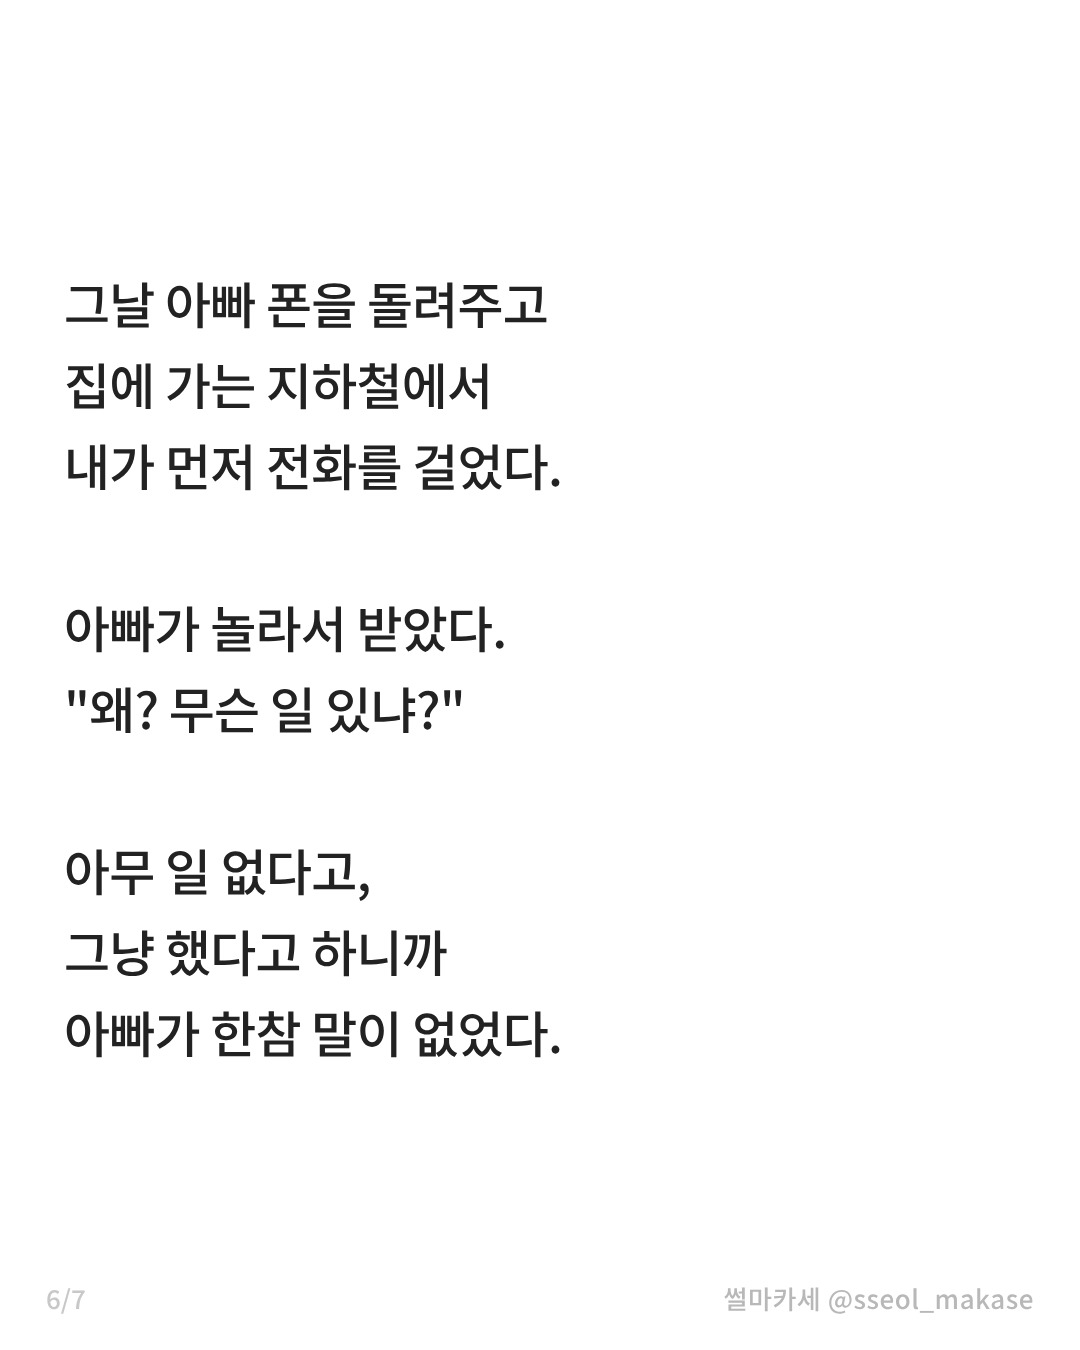 그날 아빠 폰을 돌려주고
집에 가는 지하철에서
내가 먼저 전화를 걸었다.
아빠가 놀라서 받았다.
"왜? 무슨 일 있냐?"
아무 일 없다고,
그냥 했다고 하니까
아빠가 한참 말이 없었다.
6/7
썰마카세 @sseol_makase